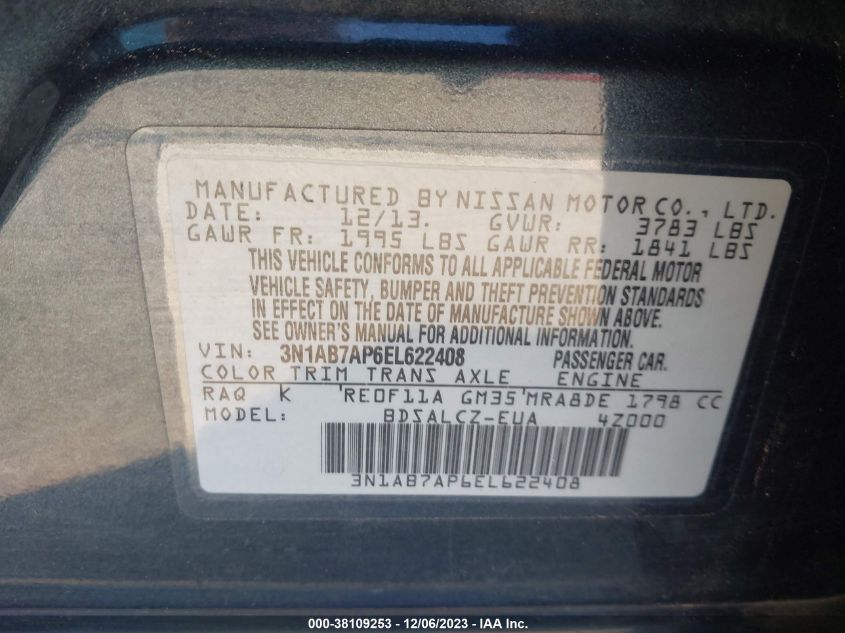 MANUFACTURED BY NISSAN MOTOR CO., LTD.
DATE: 12/13. GVWR: 3783 LBS
GAWR FR: 1995 LBS GAWR RR: 1841 LBS
THIS VEHICLE CONFORMS TO ALL APPLICABLE FEDERAL MOTOR
VEHICLE SAFETY, BUMPER AND THEFT PREVENTION STANDARDS
IN EFFECT ON THE DATE OF MANUFACTURE SHOWN ABOVE.
SEE OWNER'S MANUAL FOR ADDITIONAL INFORMATION.
VIN: 3N1AB7AP6EL622408 PASSENGER CAR.
COLOR TRIM TRANS AXLE ENGINE
RAQ K RE0F11A GM35 MRA8DE 1798 CC
MODEL: BDSALCZ-EUA 4Z000
3N1AB7AP6EL622408
000-38109253 - 12/06/2023 - IAA Inc.